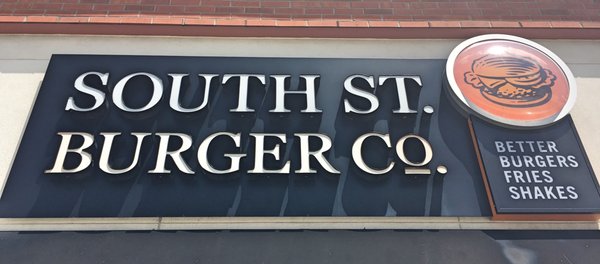 SOUTH ST.
BURGER CO.
BETTER
BURGERS
FRIES
SHAKES